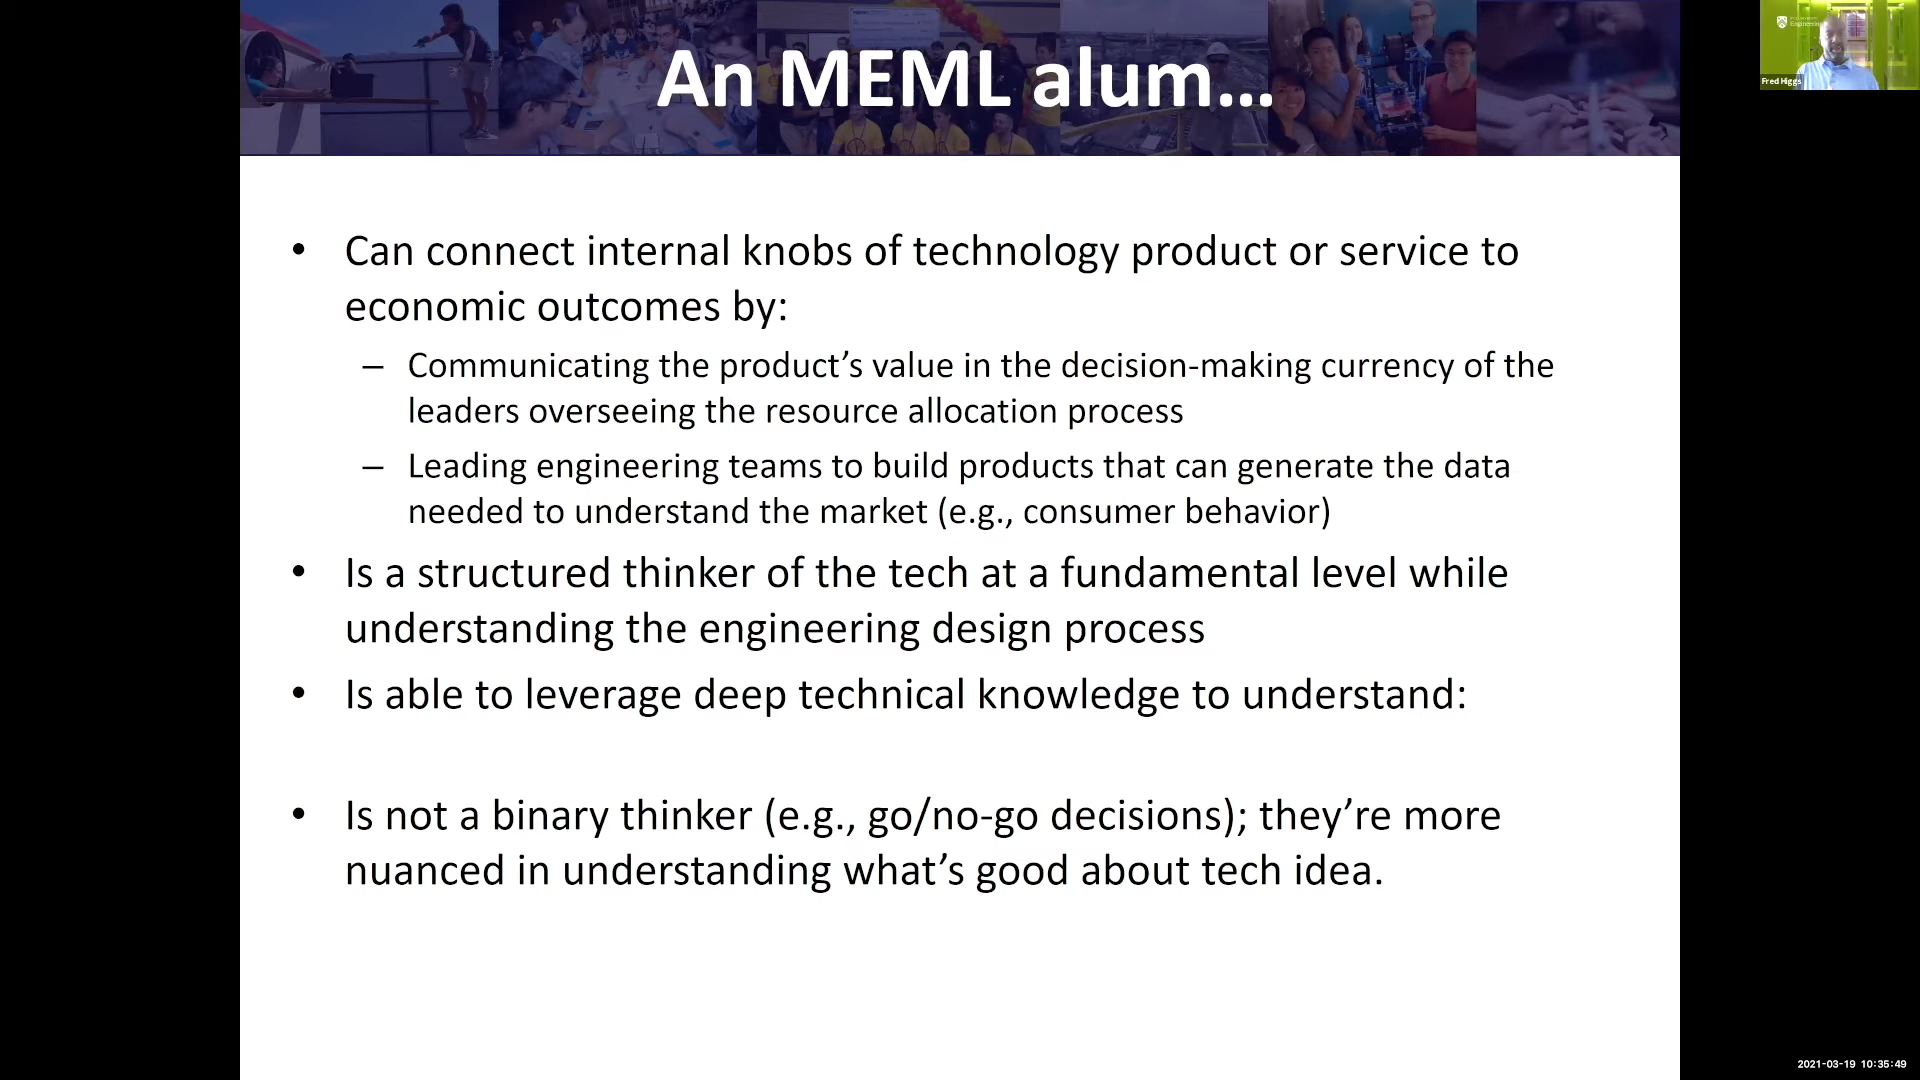 An MEML alum...
Engineering
Fred Higgs
• Can connect internal knobs of technology product or service to
economic outcomes by:
– Communicating the product’s value in the decision-making currency of the
leaders overseeing the resource allocation process
– Leading engineering teams to build products that can generate the data
needed to understand the market (e.g., consumer behavior)
• Is a structured thinker of the tech at a fundamental level while
understanding the engineering design process
• Is able to leverage deep technical knowledge to understand:
• Is not a binary thinker (e.g., go/no-go decisions); they’re more
nuanced in understanding what’s good about tech idea.
2021-03-19 10:35:49